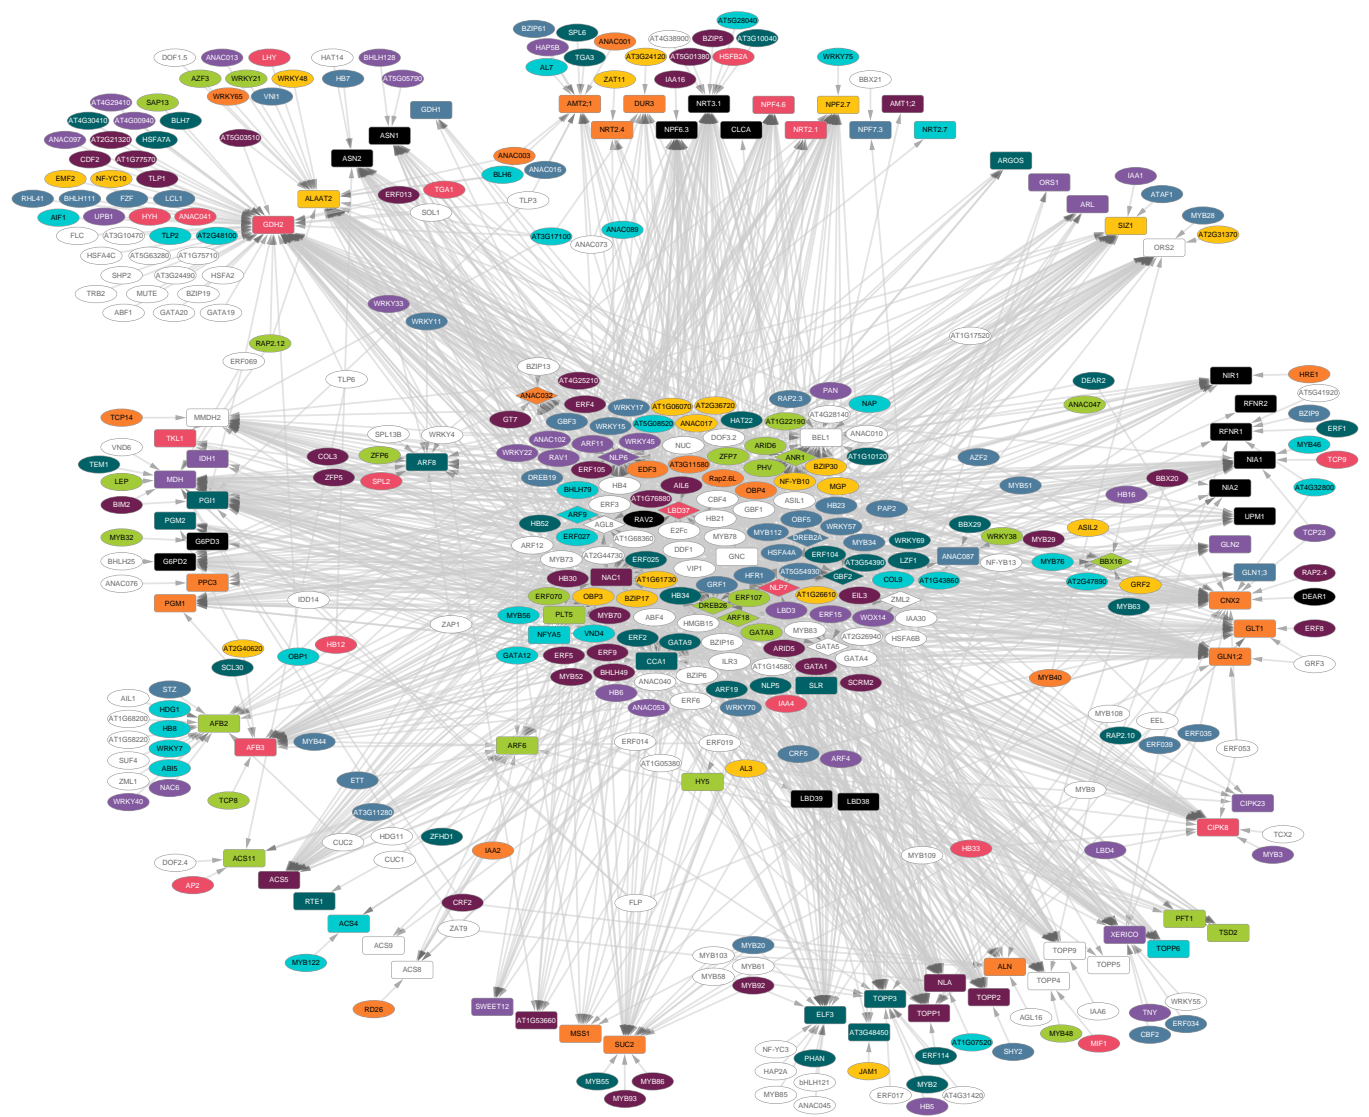 DOF1.5
ANAC013
LHY
AZF3
WRKY21
WRKY48
WRKY65
VNI1
HAT14
HB7
BHLH128
AT5G05790
GDH1
ASN1
ASN2
AT4G29410
SAP13
AT4G30410
AT4G00940
BLH7
ANAC097
AT2G21320
HSFA7A
AT5G03510
CDF2
AT1G77570
EMF2
NF-YC10
TLP1
RHL41
BHLH111
FZF
LCL1
AIF1
UPB1
HYH
ANAC041
FLC
AT3G10470
TLP2
AT2G48100
GDH2
HSFA4C
AT5G63280
AT1G75710
SHP2
AT3G24490
HSFA2
TRB2
MUTE
BZIP19
ABF1
GATA20
GATA19
ALAAT2
ERF013
TGA1
SOL1
ANAC003
BLH6
ANAC016
TLP3
AT3G17100
ANAC073
ANAC089
BZIP61
SPL6
HAP5B
ANAC001
TGA3
AL7
AT3G24120
ZAT11
AMT2;1
DUR3
NRT2.4
AT4G38900
BZIP5
AT5G28040
AT3G10040
AT5G01380
HSFB2A
IAA16
NRT3.1
NPF4.6
NPF6.3
CLCA
NRT2.1
WRKY75
BBX21
NPF2.7
AMT1;2
NPF7.3
NRT2.7
ARGOS
ORS1
ARL
IAA1
ATAF1
SIZ1
MYB28
AT2G31370
ORS2
WRKY33
WRKY11
RAP2.12
ERF069
TLP6
AT1G17520
BZIP13
ANAC032
AT4G25210
ERF4
GT7
GBF3
WRKY17
WRKY15
AT1G06070
AT2G36720
AT5G08520
ANAC017
HAT22
RAP2.3
PAN
NAP
AT1G22190
AT4G28140
BEL1
ANAC010
AT1G10120
ANAC102
ARF11
WRKY45
WRKY22
RAV1
NLP6
NUC
DOF3.2
ARID6
ZFP7
ANR1
BZIP30
PHV
NF-YB10
MGP
DREB19
ERF105
EDF3
AT3G11580
Rap2.6L
OBP4
BHLH79
HB4
AIL6
CBF4
ERF3
AT1G76880
LBD37
ASIL1
GBF1
HB23
PAP2
AZF2
MYB51
ARF9
RAV2
HB21
HB52
AGL8
E2Fc
MYB78
MYB112
OBF5
WRKY57
DREB2A
MYB34
WRKY69
ERF027
AT1G68360
ARF12
AT2G44730
DDF1
GNC
HSFA4A
ERF104
LZF1
AT3G54390
MYB73
ERF025
VIP1
HFR1
AT5G54930
GBF2
COL9
AT1G43860
HB30
NAC1
AT1G61730
GRF1
NLP7
AT1G26610
EIL3
ERF070
OBP3
BZIP17
HB34
ERF107
DREB26
ZML2
LBD3
ERF15
WOX14
IAA30
MYB56
PLT5
MYB70
ABF4
ARF18
HMGB15
GATA8
MYB83
AT2G26940
HSFA6B
NFYA5
VND4
ERF2
GATA9
BZIP16
ARID5
GATA5
GATA4
GATA12
ERF5
ERF9
CCA1
ILR3
AT1G14580
GATA1
SCRM2
MYB52
BHLH49
ANAC040
BZIP6
ARF19
NLP5
SLR
HB6
ANAC053
ERF6
WRKY70
IAA4
TCP14
MMDH2
TKL1
VND6
IDH1
TEM1
LEP
MDH
BIM2
PGI1
PGM2
MYB32
G6PD3
BHLH25
G6PD2
ANAC076
PPC3
PGM1
SPL13B
WRKY4
COL3
ZFP6
ARF8
ZFP5
SPL2
IDD14
ZAP1
HB12
AT2G40620
OBP1
SCL30
STZ
AIL1
HDG1
AT1G68200
HB8
AFB2
AT1G58220
WRKY7
SUF4
ABI5
ZML1
NAC6
WRKY40
AFB3
MYB44
TCP8
ETT
AT3G11280
ARF6
ERF014
ERF019
AT1G05380
HY5
AL3
CRF5
ARF4
LBD39
LBD38
DEAR2
ANAC047
NIR1
HRE1
RFNR2
AT5G41920
BZIP9
RFNR1
ERF1
MYB46
NIA1
TCP9
BBX20
AT4G32800
NIA2
HB16
UPM1
BBX29
WRKY38
MYB29
ASIL2
TCP23
ANAC087
GLN2
NF-YB13
MYB76
BBX16
AT2G47890
GRF2
GLN1;3
RAP2.4
MYB63
CNX2
DEAR1
GLT1
ERF8
GLN1;2
GRF3
MYB40
MYB108
EEL
RAP2.10
ERF035
ERF039
ERF053
MYB9
CIPK23
CIPK8
TCX2
MYB3
LBD4
HB33
MYB109
DOF2.4
ACS11
AP2
ACS5
CUC2
HDG11
ZFHD1
CUC1
IAA2
RTE1
ACS4
CRF2
ZAT9
ACS9
MYB122
ACS8
RD26
FLP
SWEET12
AT1G53660
MSS1
SUC2
MYB55
MYB86
MYB93
MYB20
MYB103
MYB61
MYB58
MYB92
ELF3
TOPP3
AT3G48450
NF-YC3
PHAN
HAP2A
bHLH121
MYB85
ANAC045
JAM1
ERF017
MYB2
HB5
AT4G31420
ERF114
AT1G07520
SHY2
NLA
TOPP1
TOPP2
ALN
TOPP9
TOPP5
TOPP4
AGL16
MYB48
IAA6
MIF1
XERICO
TOPP6
PFT1
TSD2
TNY
WRKY55
CBF2
ERF034